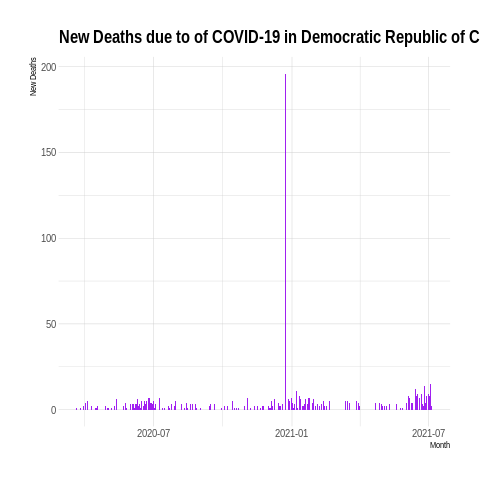 New Deaths due to of COVID-19 in Democratic Republic of C
New Deaths
200
150
100
50
0
2020-07
2021-01
2021-07
Month